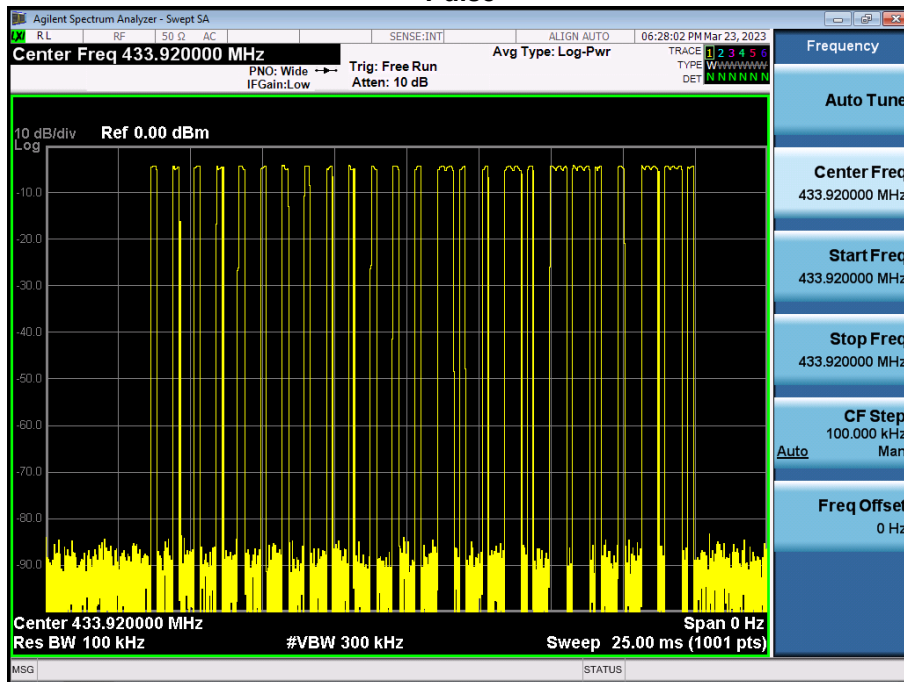 Pulse
Agilent Spectrum Analyzer - Swept SA
LXI RL RF 50 Ω AC SENSE:INT ALIGN AUTO 06:28:02 PM Mar 23, 2023
Center Freq 433.920000 MHz
PNO: Wide
IFGain:Low
Trig: Free Run
Atten: 10 dB
Avg Type: Log-Pwr
TRACE 1 2 3 4 5 6
TYPE WWWWWW
DET N N N N N N
10 dB/div Ref 0.00 dBm
Log
-10.0
-20.0
-30.0
-40.0
-50.0
-60.0
-70.0
-80.0
-90.0
Center 433.920000 MHz Span 0 Hz
Res BW 100 kHz #VBW 300 kHz Sweep 25.00 ms (1001 pts)
MSG STATUS
Frequency
Auto Tune
Center Freq
433.920000 MHz
Start Freq
433.920000 MHz
Stop Freq
433.920000 MHz
CF Step
100.000 kHz
Auto Man
Freq Offset
0 Hz